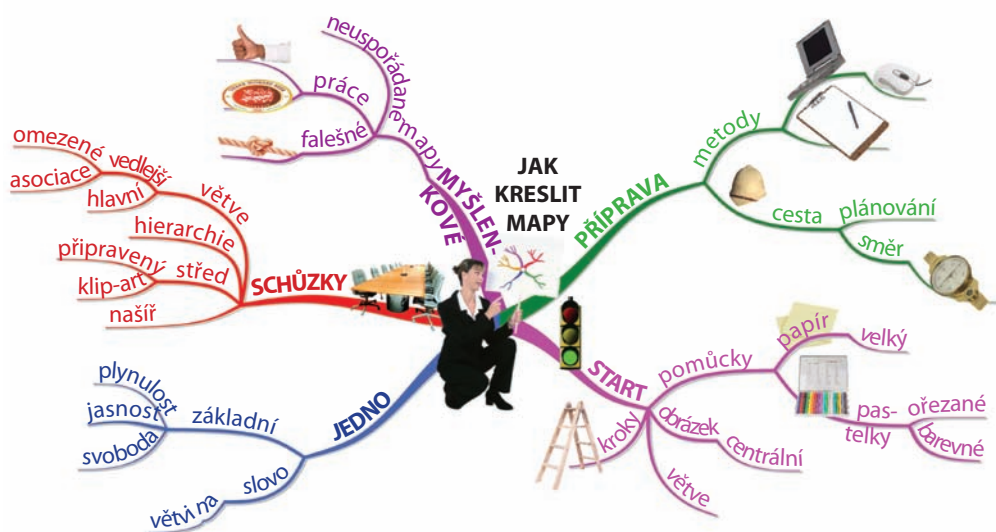 JAK
KRESLIT
MAPY
PŘÍPRAVA
metody
cesta
plánování
směr
START
pomůcky
papír
velký
pas-
telky
ořezané
barevné
obrázek
centrální
větve
kroky
JEDNO
základní
plynulost
jasnost
svoboda
slovo
větvi na
SCHŮZKY
větve
vedlejší
omezené
asociace
hlavní
hierarchie
střed
připravený
klip-art
našíř
MYŠLEN-
KOVÉ
mapy
neuspořádané
práce
falešné